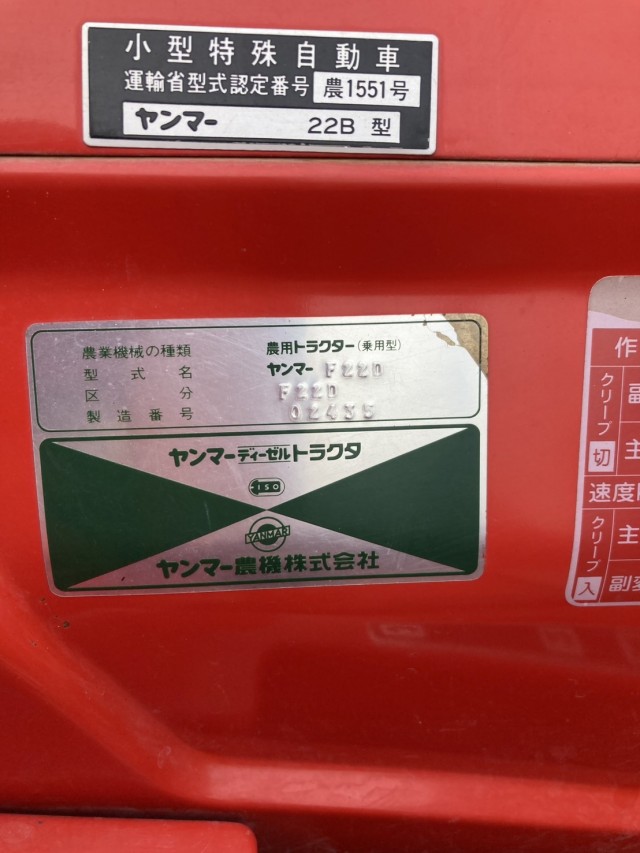 小型特殊自動車
運輸省型式認定番号 農1551号
ヤンマー 22B 型
農業機械の種類 農用トラクター(乗用型)
型式名 ヤンマー F22D
区分 F22D
製造番号 02435
ヤンマーディーゼルトラクタ
ISO
YANMAR
ヤンマー農機株式会社
作
クリープ 切
副
主
速度
クリープ 入
主
副変